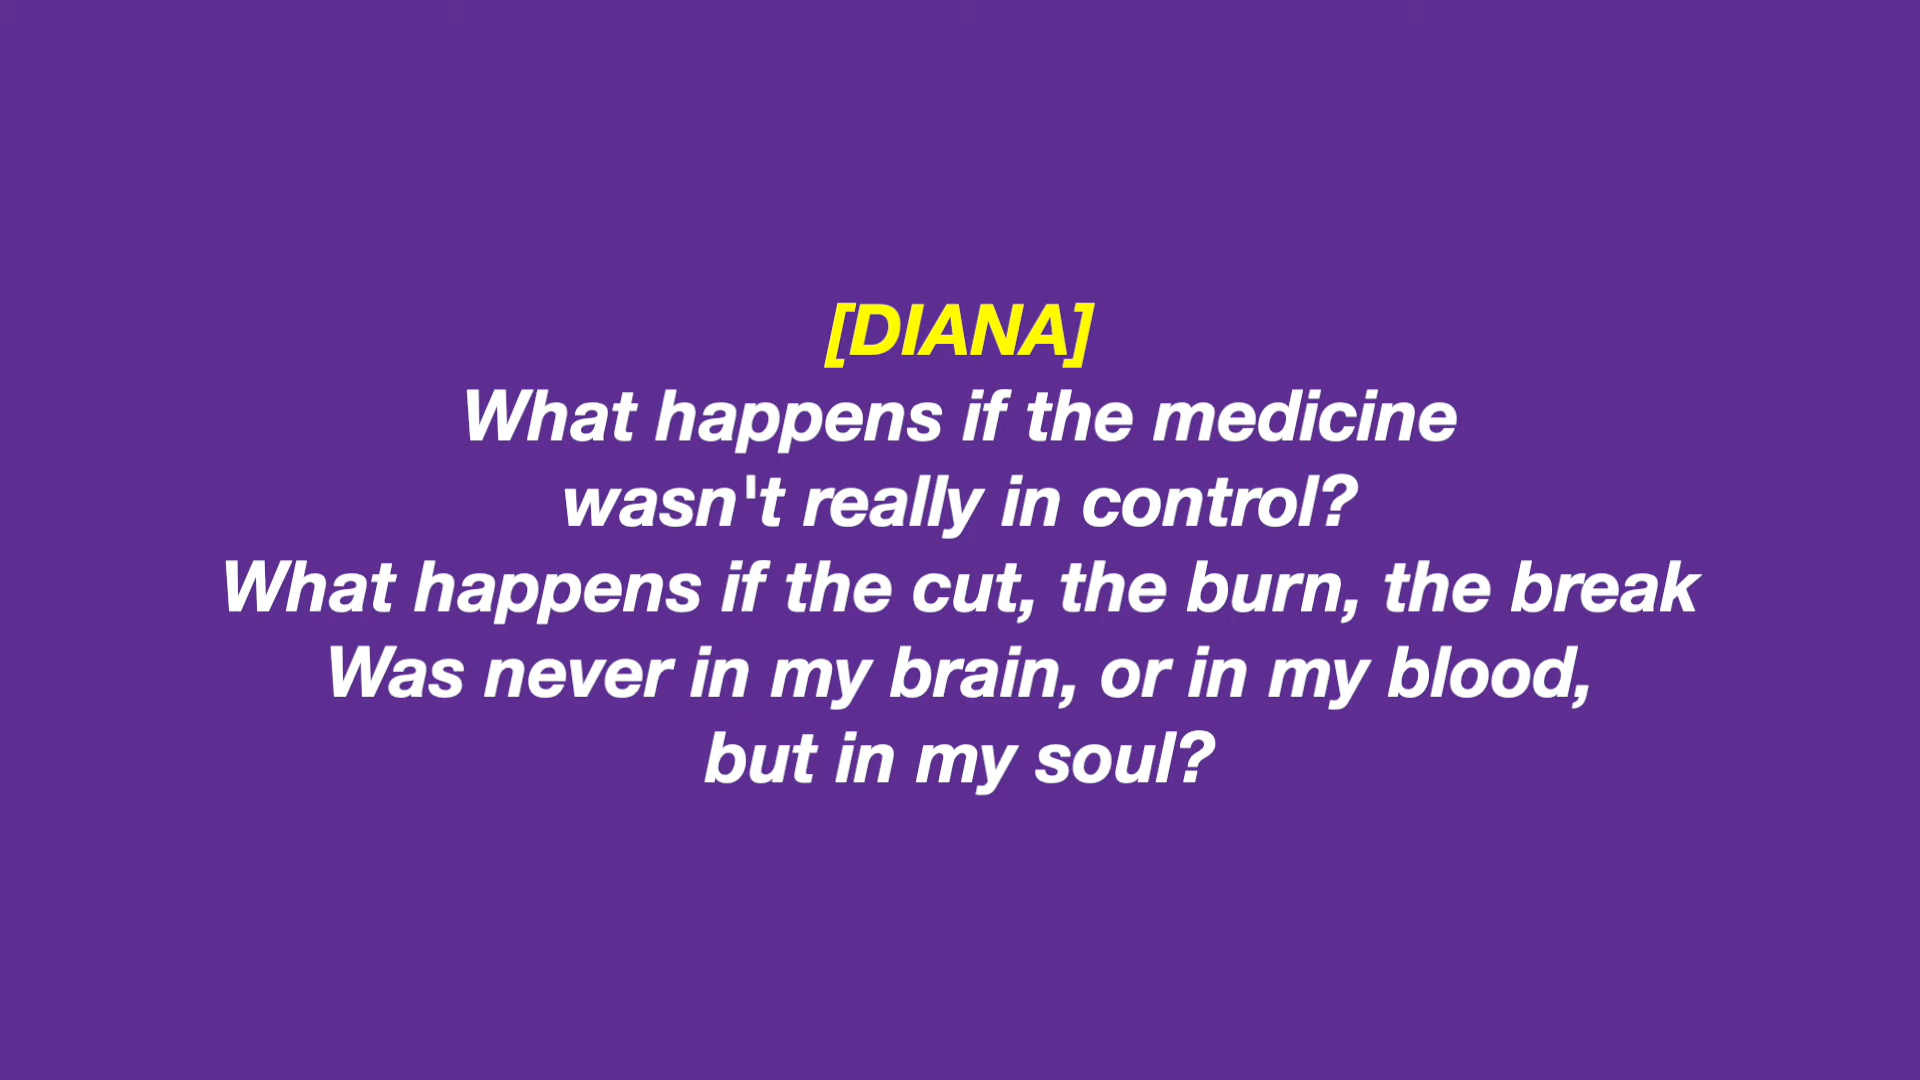 [DIANA]
What happens if the medicine
wasn't really in control?
What happens if the cut, the burn, the break
Was never in my brain, or in my blood,
but in my soul?